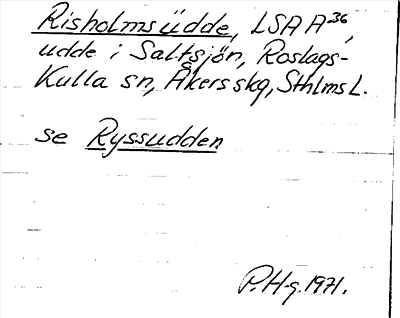 Risholmsüdde, LSA A³⁶,
udde i Saltsjön, Roslags-
Kulla sn, Åkers skg, Sthlms L.
se Ryssudden
P.H-g. 1971.